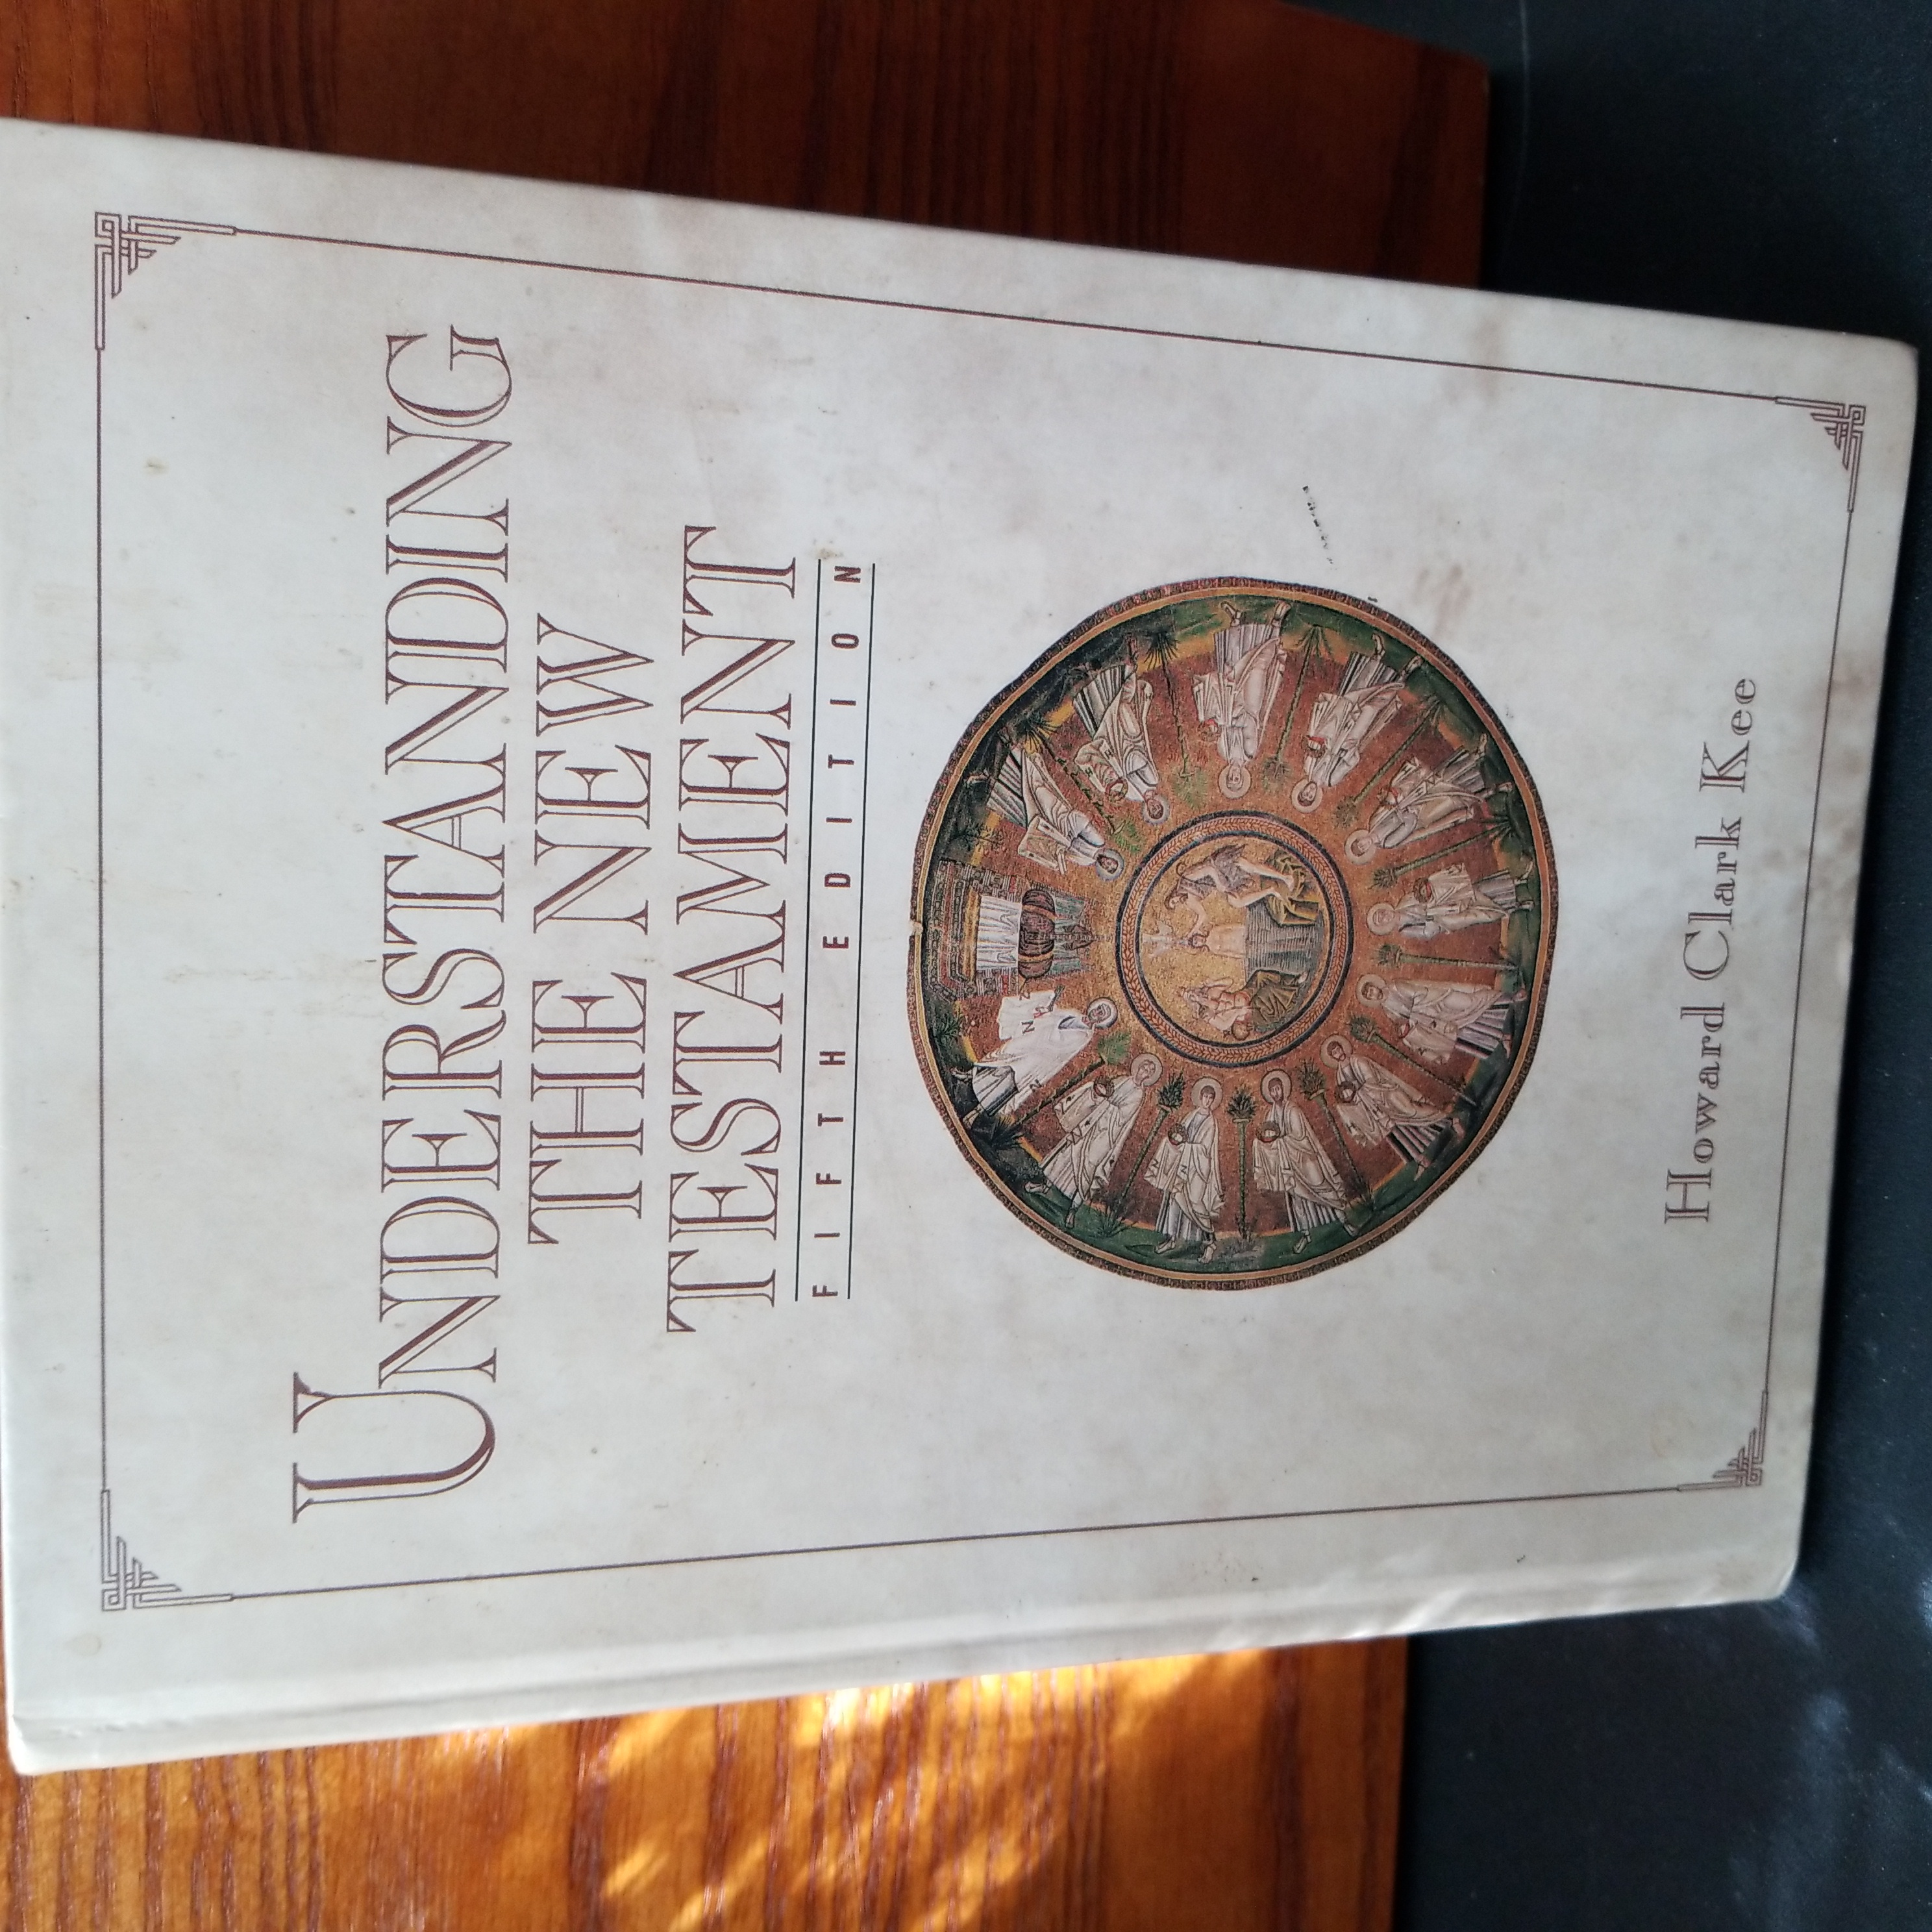 UNDERSTANDING
THE NEW
TESTAMENT
FIFTH EDITION
Howard Clark Kee